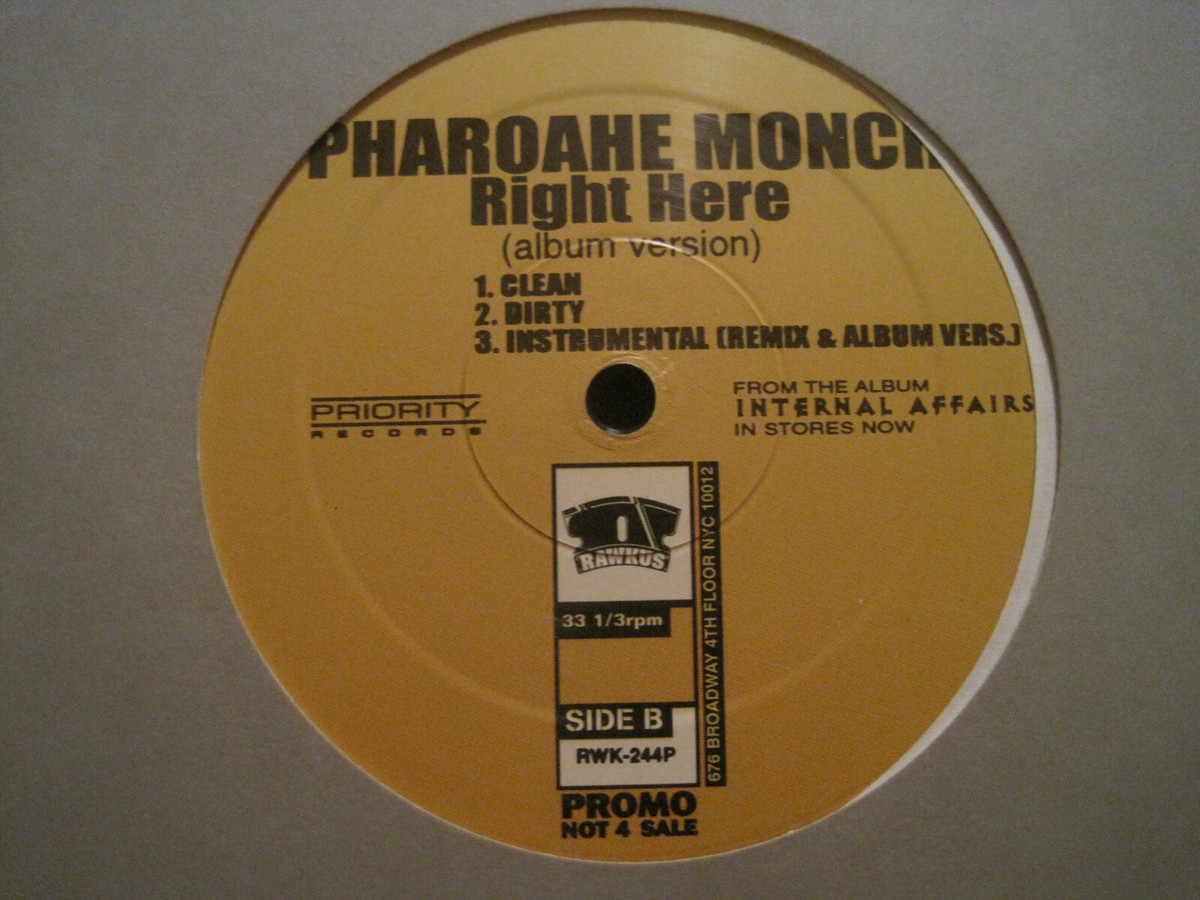 PHAROAHE MONCH
Right Here
(album version)
1. CLEAN
2. DIRTY
3. INSTRUMENTAL (REMIX & ALBUM VERS.)
PRIORITY
RECORDS
FROM THE ALBUM
INTERNAL AFFAIRS
IN STORES NOW
RAWKUS
33 1/3rpm
SIDE B
RWK-244P
676 BROADWAY 4TH FLOOR NYC 10012
PROMO
NOT 4 SALE